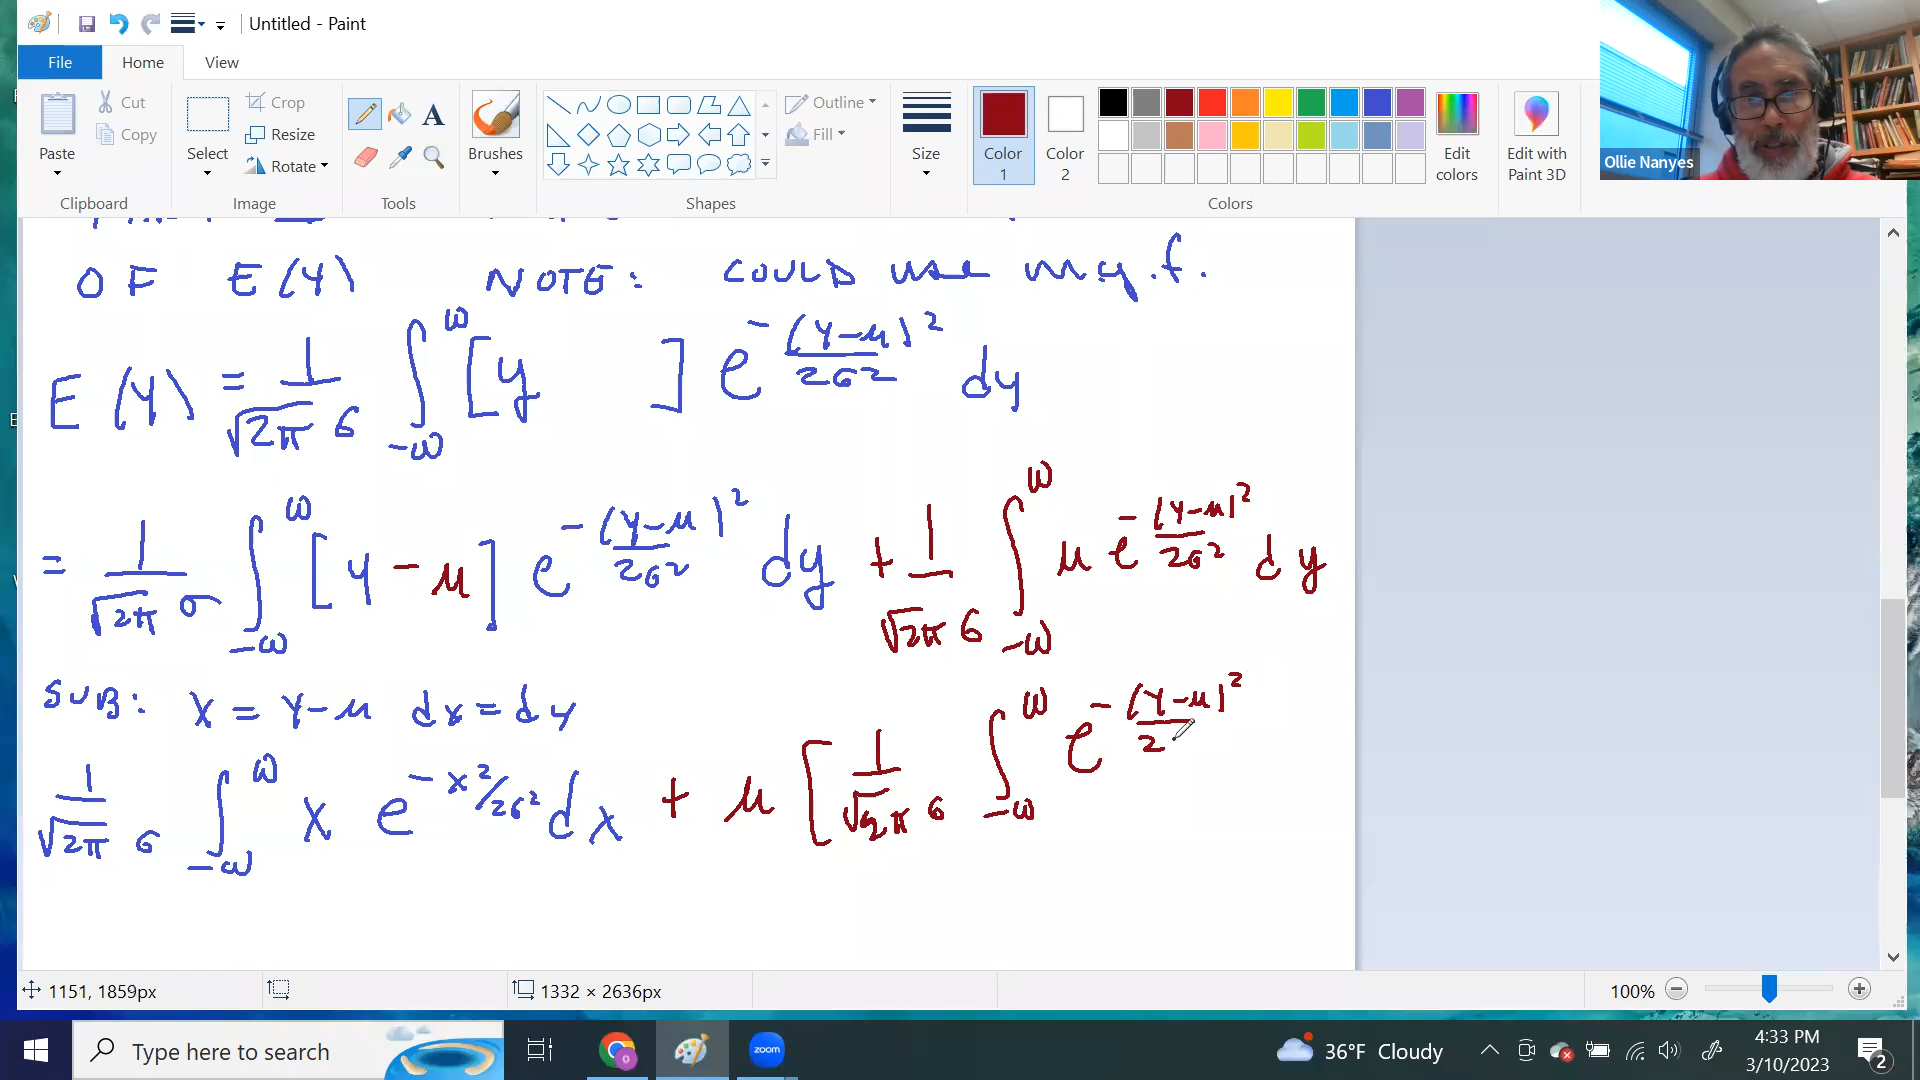 Untitled - Paint
File Home View
Paste Cut Copy Clipboard
Select Crop Resize Rotate Image
Tools
Brushes
Shapes
Outline Fill
Size
Color 1 Color 2
Edit colors
Edit with Paint 3D
Colors
Ollie Nanyes
OF E(Y) NOTE: COULD use m.g.f.
E(Y) = 1/√2π σ ∫_{-∞}^{∞} [y ] e^{-(y-μ)²/2σ²} dy
= 1/√2π σ ∫_{-∞}^{∞} [y - μ] e^{-(y-μ)²/2σ²} dy + 1/√2π σ ∫_{-∞}^{∞} μ e^{-(y-μ)²/2σ²} dy
SUB: x = y-μ dx = dy
1/√2π σ ∫_{-∞}^{∞} x e^{-x²/2σ²} dx + μ [ 1/√2π σ ∫_{-∞}^{∞} e^{-(y-μ)²/2
1151, 1859px 1332 × 2636px 100%
Type here to search
zoom
36°F Cloudy
4:33 PM
3/10/2023
2